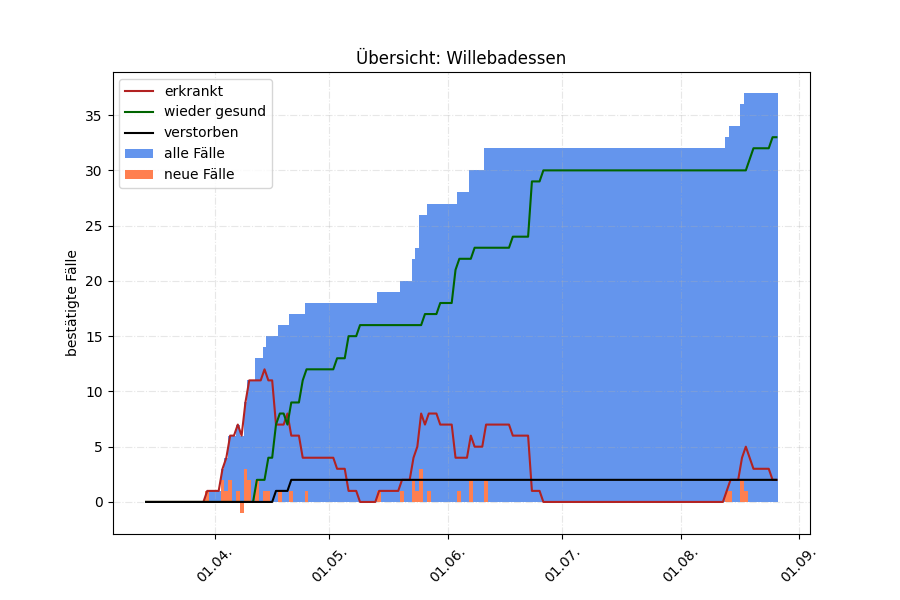 Übersicht: Willebadessen
erkrankt
wieder gesund
verstorben
alle Fälle
neue Fälle
bestätigte Fälle
35
30
25
20
15
10
5
0
01.04.
01.05.
01.06.
01.07.
01.08.
01.09.